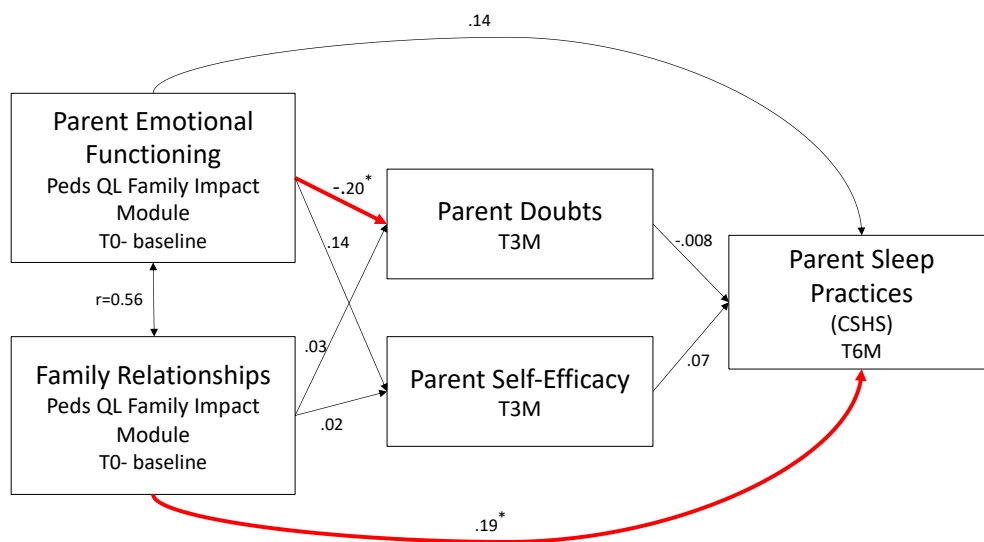 .14
Parent Emotional
Functioning
Peds QL Family Impact
Module
T0- baseline
-.20*
.14
Parent Doubts
T3M
-.008
Parent Sleep
Practices
(CSHS)
T6M
r=0.56
.03
.02
Family Relationships
Peds QL Family Impact
Module
T0- baseline
Parent Self-Efficacy
T3M
.07
.19*